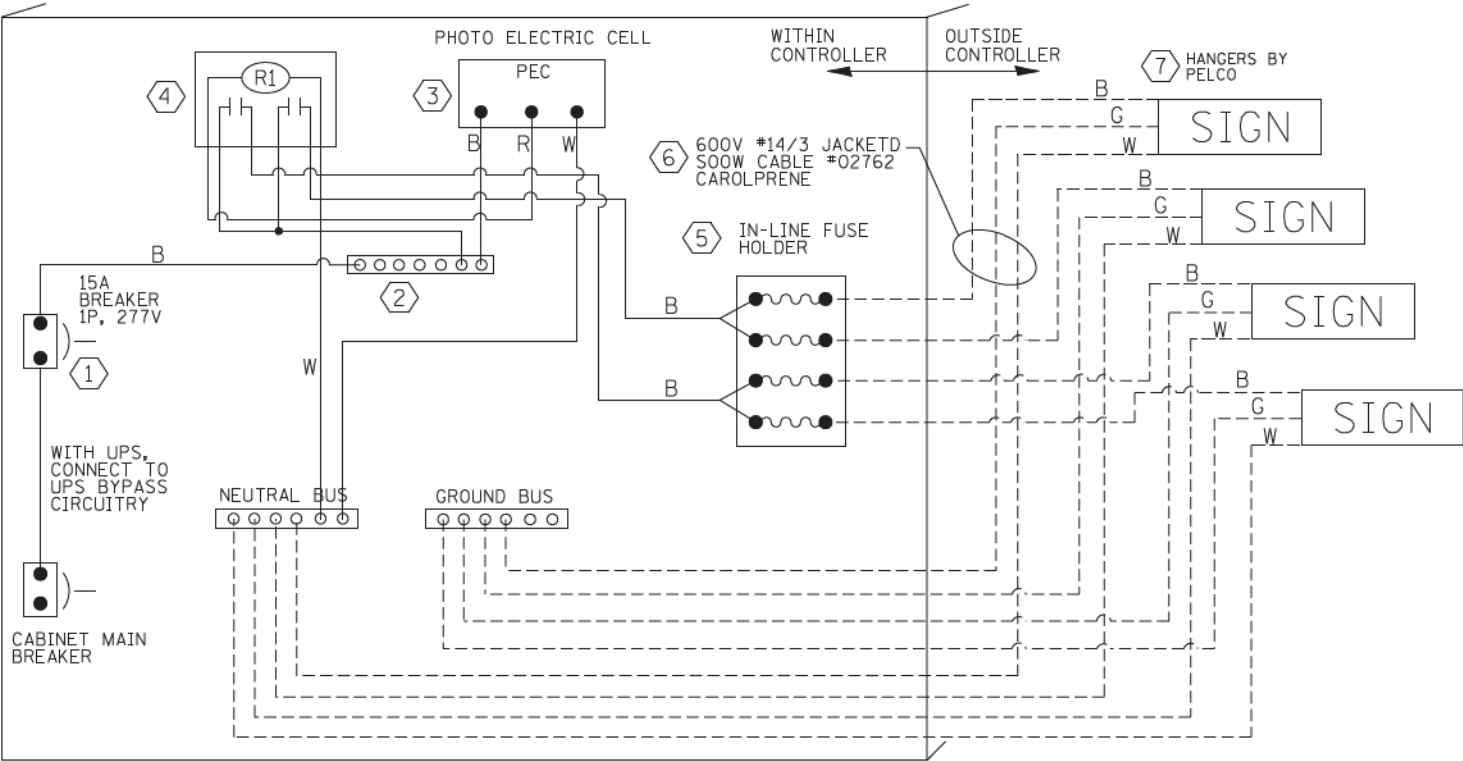 PHOTO ELECTRIC CELL
WITHIN
CONTROLLER
OUTSIDE
CONTROLLER
7
HANGERS BY
PELCO
4
R1
3
PEC
B
R
W
6
600V #14/3 JACKETD
SOOW CABLE #02762
CAROLPRENE
B
G
W
SIGN
B
G
W
SIGN
5
IN-LINE FUSE
HOLDER
B
2
15A
BREAKER
1P, 277V
1
W
B
B
B
G
W
SIGN
B
G
W
SIGN
WITH UPS,
CONNECT TO
UPS BYPASS
CIRCUITRY
NEUTRAL BUS
GROUND BUS
CABINET MAIN
BREAKER